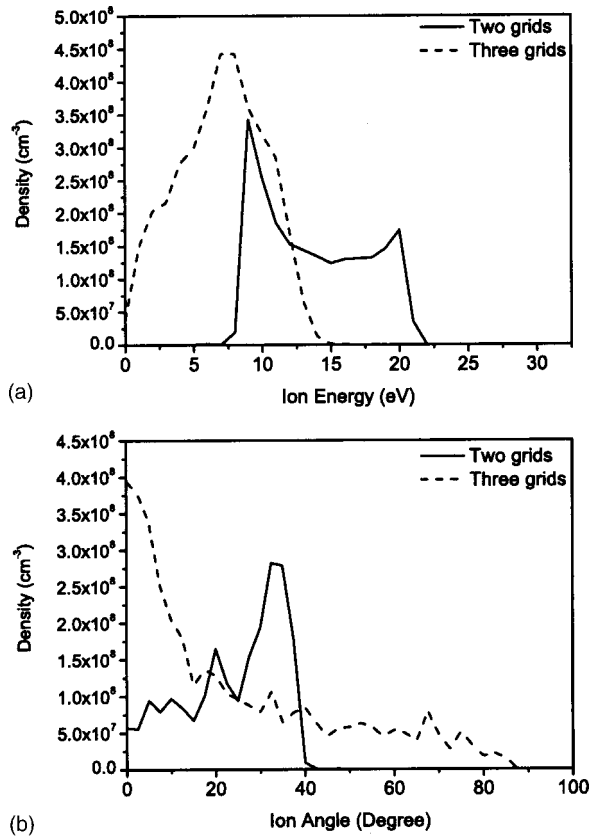 Two grids
Three grids
5.0x10⁸
4.5x10⁸
4.0x10⁸
3.5x10⁸
3.0x10⁸
2.5x10⁸
2.0x10⁸
1.5x10⁸
1.0x10⁸
5.0x10⁷
0.0
Density (cm⁻³)
0 5 10 15 20 25 30
Ion Energy (eV)
(a)
Two grids
Three grids
4.5x10⁸
4.0x10⁸
3.5x10⁸
3.0x10⁸
2.5x10⁸
2.0x10⁸
1.5x10⁸
1.0x10⁸
5.0x10⁷
0.0
Density (cm⁻³)
0 20 40 60 80 100
Ion Angle (Degree)
(b)